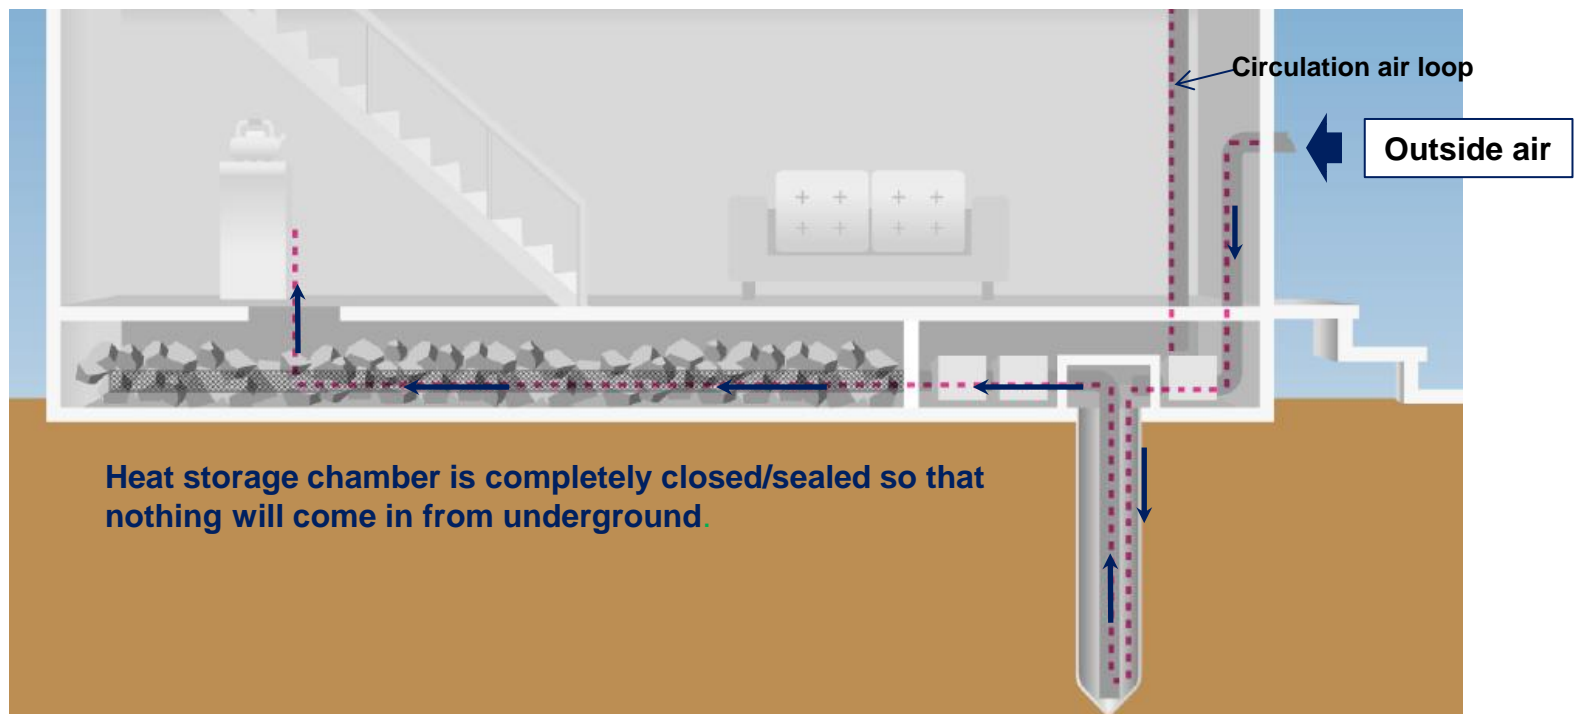 Circulation air loop
Outside air
Heat storage chamber is completely closed/sealed so that
nothing will come in from underground.